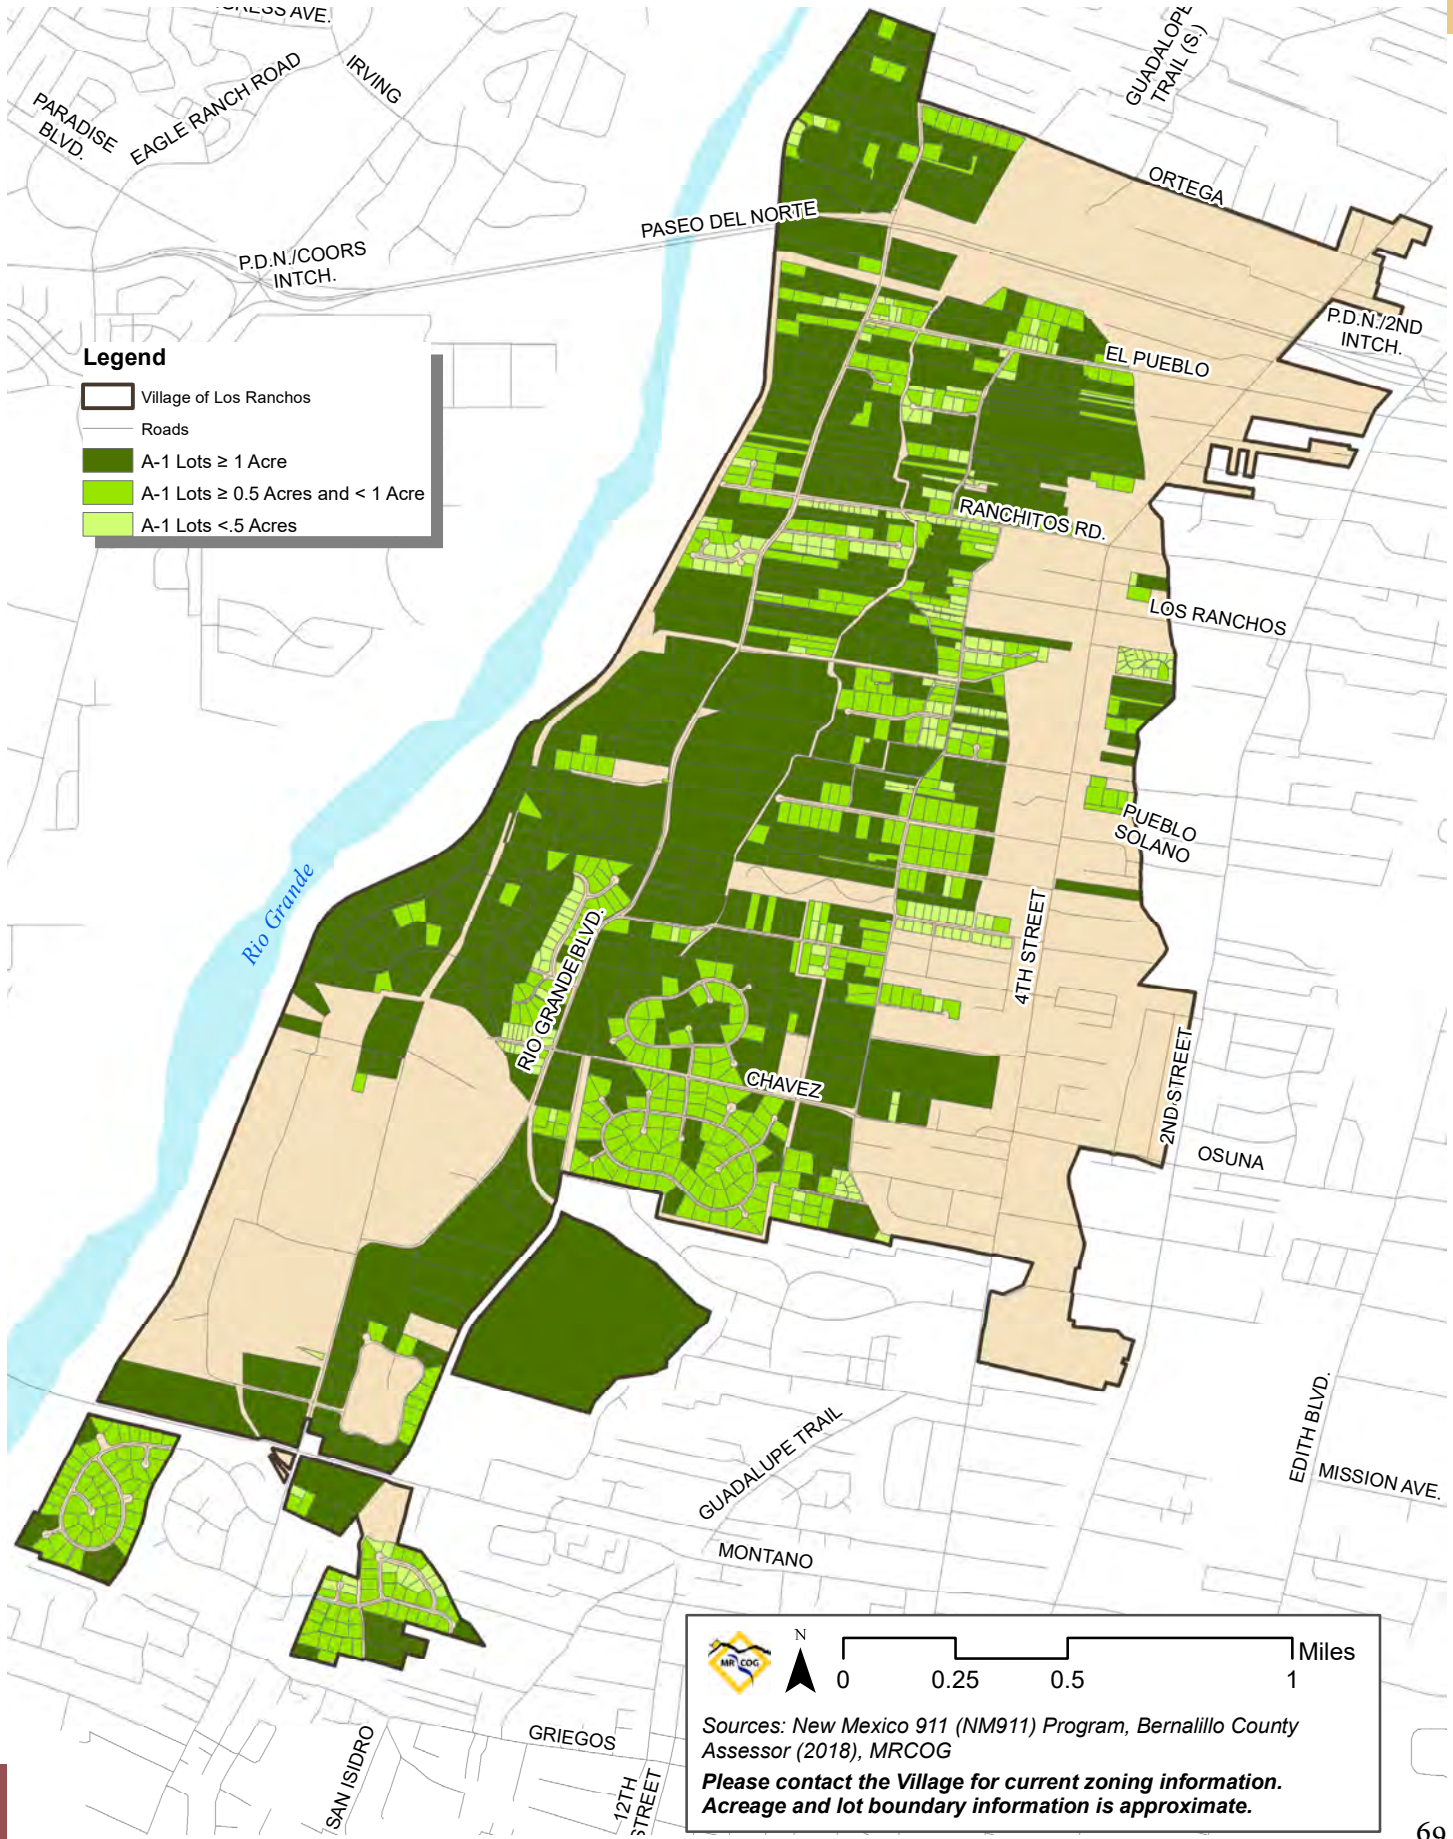 GRESS AVE.
IRVING
EAGLE RANCH ROAD
PARADISE
BLVD.
GUADALOPE
TRAIL (S.)
ORTEGA
PASEO DEL NORTE
P.D.N./COORS
INTCH.
P.D.N./2ND
INTCH.
EL PUEBLO
Legend
Village of Los Ranchos
Roads
A-1 Lots ≥ 1 Acre
A-1 Lots ≥ 0.5 Acres and < 1 Acre
A-1 Lots <.5 Acres
RANCHITOS RD.
LOS RANCHOS
PUEBLO
SOLANO
Rio Grande
RIO GRANDE BLVD.
4TH STREET
2ND STREET
CHAVEZ
OSUNA
EDITH BLVD.
MISSION AVE.
GUADALUPE TRAIL
MONTANO
GRIEGOS
SAN ISIDRO
12TH
STREET
MR COG
N
Miles
0 0.25 0.5 1
Sources: New Mexico 911 (NM911) Program, Bernalillo County
Assessor (2018), MRCOG
Please contact the Village for current zoning information.
Acreage and lot boundary information is approximate.
69